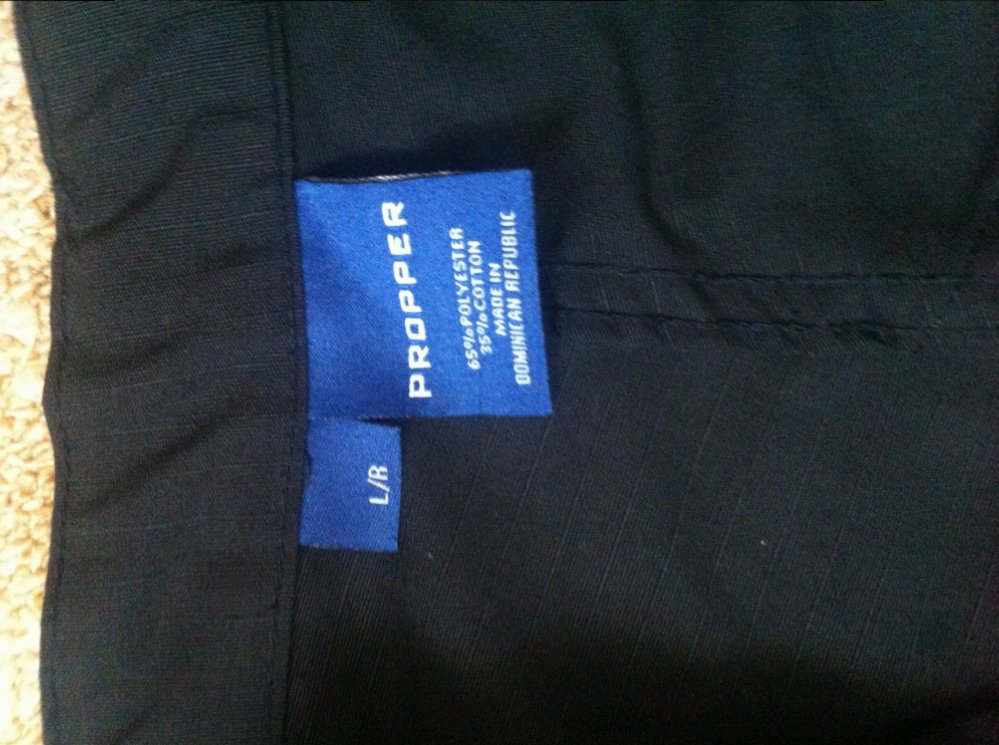 PROPPER
65% POLYESTER
35% COTTON
MADE IN
DOMINICAN REPUBLIC
L/R